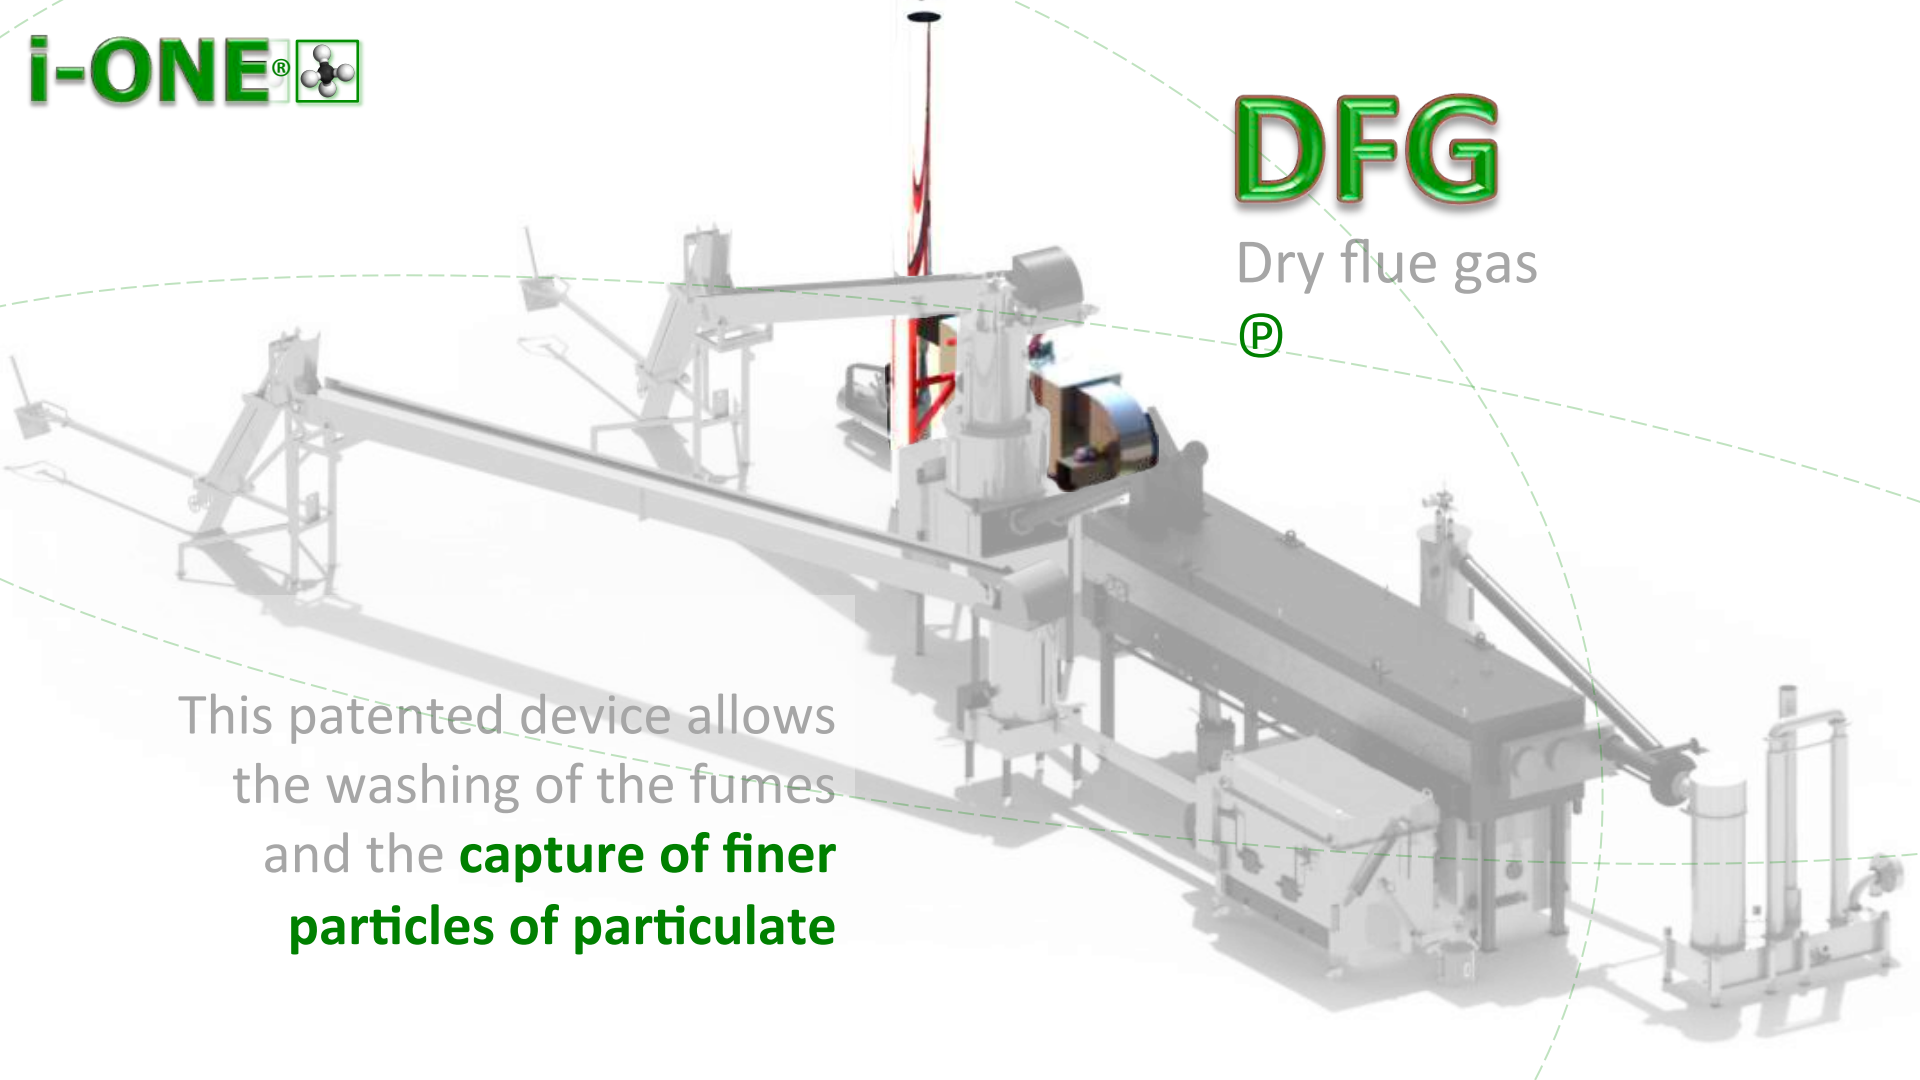 i-ONE®
DFG
Dry flue gas
℗
This patented device allows
the washing of the fumes
and the capture of finer
particles of particulate